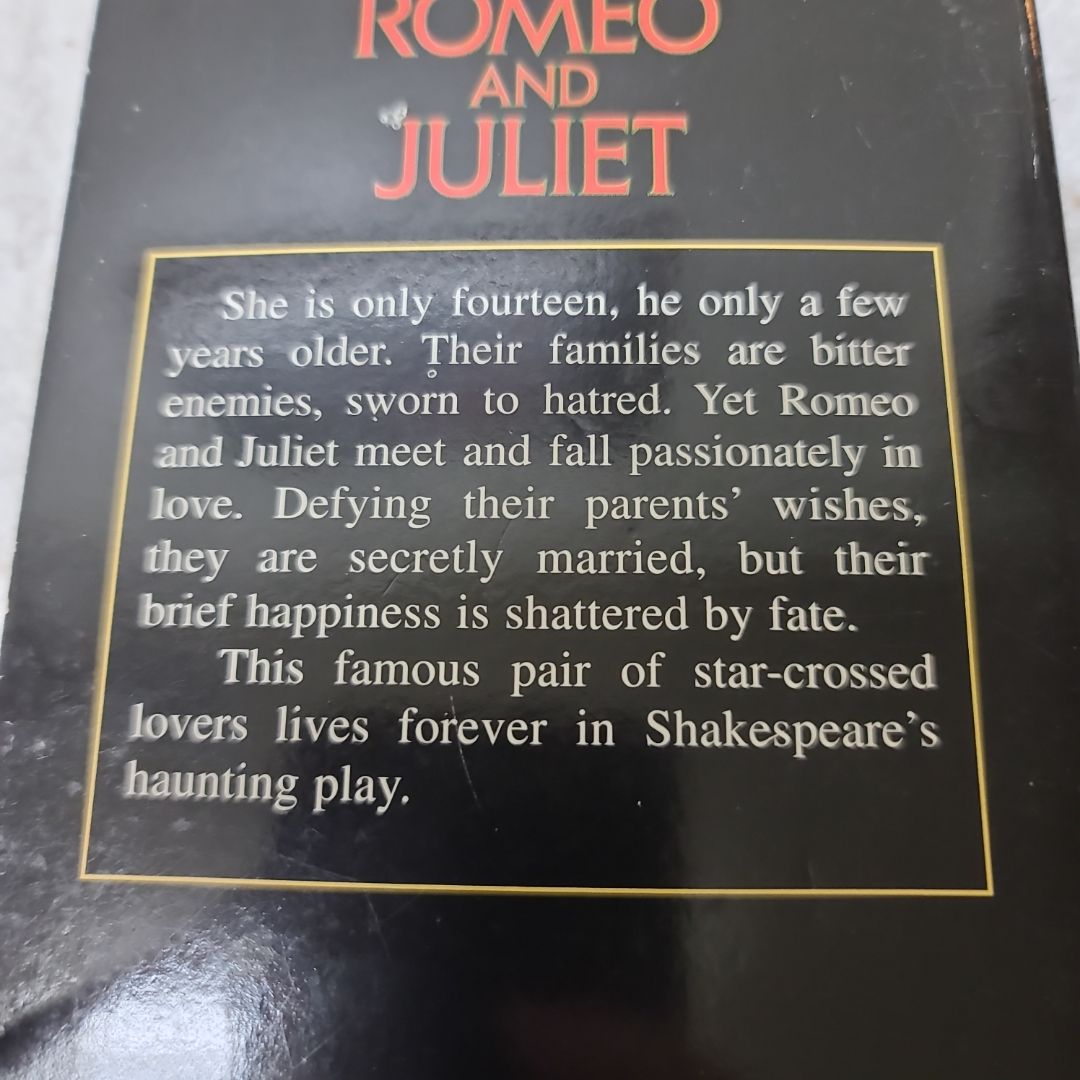 ROMEO
AND
JULIET
She is only fourteen, he only a few
years older. Their families are bitter
enemies, sworn to hatred. Yet Romeo
and Juliet meet and fall passionately in
love. Defying their parents’ wishes,
they are secretly married, but their
brief happiness is shattered by fate.
This famous pair of star-crossed
lovers lives forever in Shakespeare’s
haunting play.